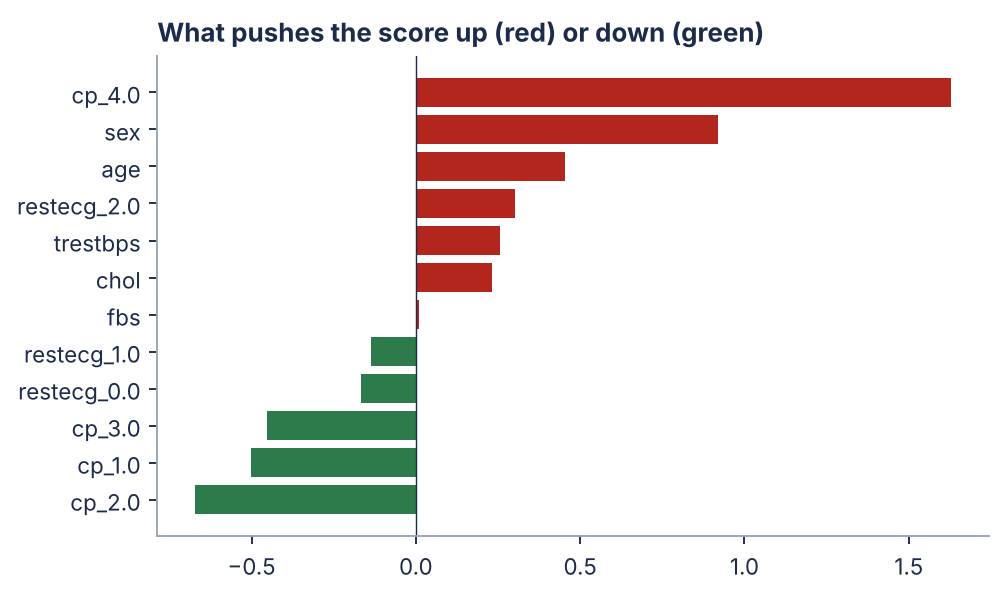 What pushes the score up (red) or down (green)
cp_4.0
sex
age
restecg_2.0
trestbps
chol
fbs
restecg_1.0
restecg_0.0
cp_3.0
cp_1.0
cp_2.0
−0.5 0.0 0.5 1.0 1.5